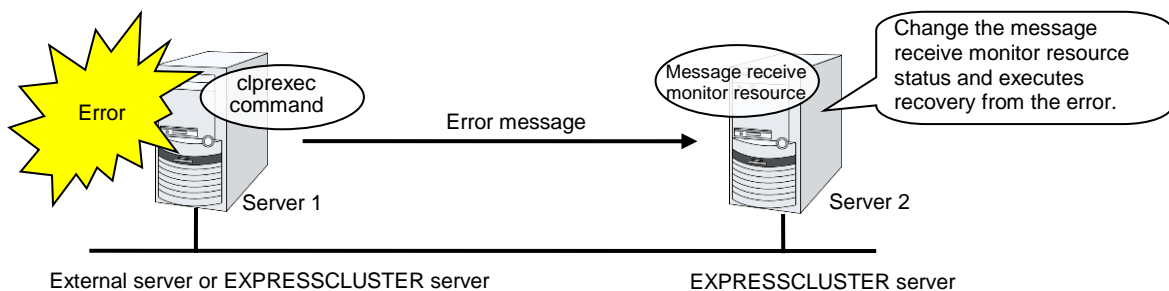 Change the message
receive monitor resource
status and executes
recovery from the error.
Message receive
monitor resource
clprexec
command
Error
Error message
Server 1
Server 2
External server or EXPRESSCLUSTER server
EXPRESSCLUSTER server